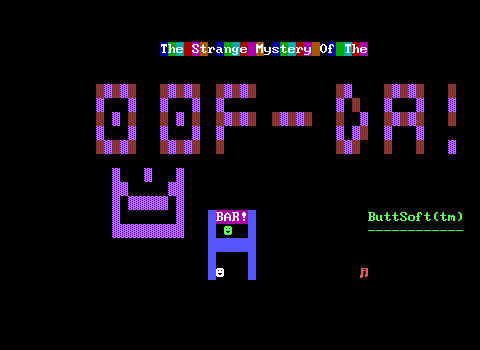 The Strange Mystery Of The
OOF-DA!
BAR!
ButtSoft(tm)
------------